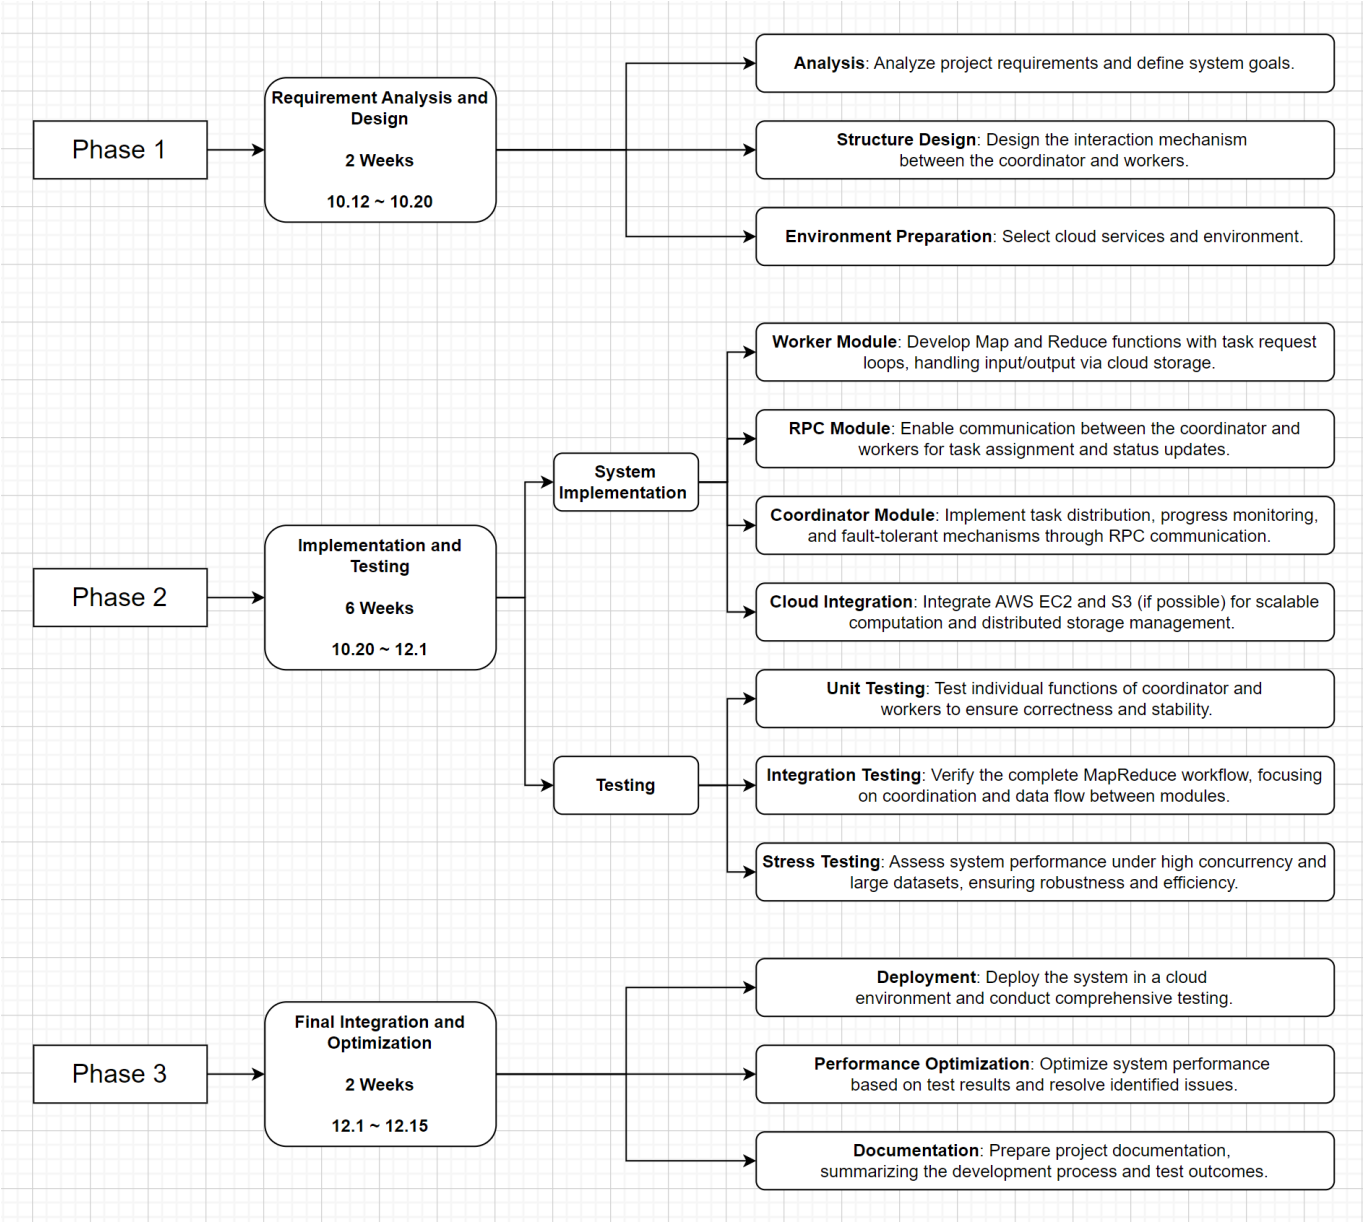 Phase 1
Requirement Analysis and
Design
2 Weeks
10.12 ~ 10.20
Analysis: Analyze project requirements and define system goals.
Structure Design: Design the interaction mechanism
between the coordinator and workers.
Environment Preparation: Select cloud services and environment.
Phase 2
Implementation and
Testing
6 Weeks
10.20 ~ 12.1
System
Implementation
Worker Module: Develop Map and Reduce functions with task request
loops, handling input/output via cloud storage.
RPC Module: Enable communication between the coordinator and
workers for task assignment and status updates.
Coordinator Module: Implement task distribution, progress monitoring,
and fault-tolerant mechanisms through RPC communication.
Cloud Integration: Integrate AWS EC2 and S3 (if possible) for scalable
computation and distributed storage management.
Testing
Unit Testing: Test individual functions of coordinator and
workers to ensure correctness and stability.
Integration Testing: Verify the complete MapReduce workflow, focusing
on coordination and data flow between modules.
Stress Testing: Assess system performance under high concurrency and
large datasets, ensuring robustness and efficiency.
Phase 3
Final Integration and
Optimization
2 Weeks
12.1 ~ 12.15
Deployment: Deploy the system in a cloud
environment and conduct comprehensive testing.
Performance Optimization: Optimize system performance
based on test results and resolve identified issues.
Documentation: Prepare project documentation,
summarizing the development process and test outcomes.